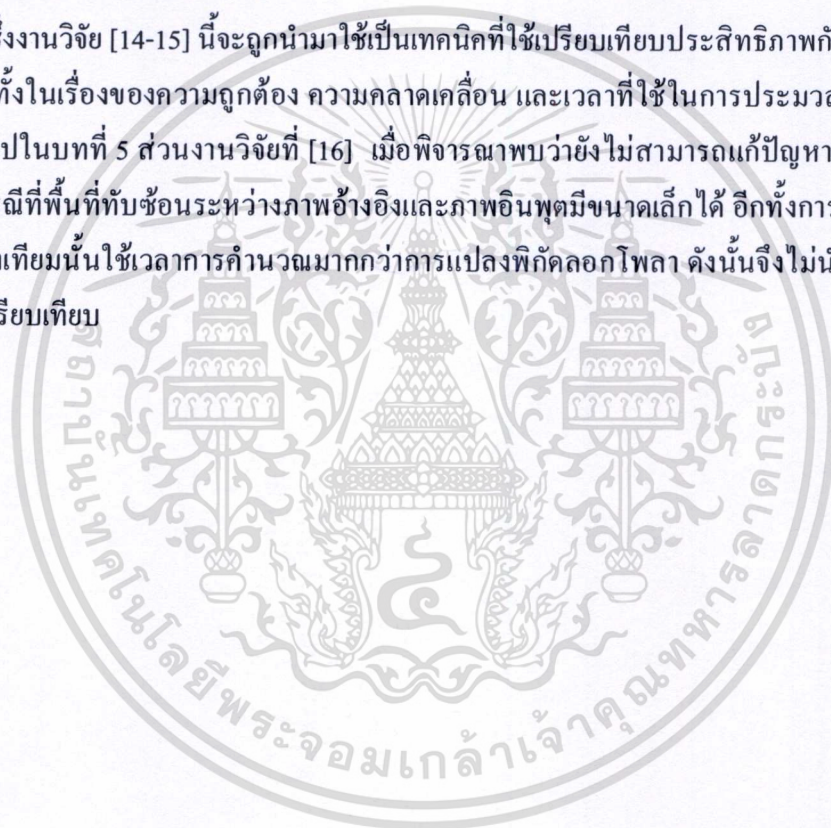 ซึ่งงานวิจัย [14-15] นี้จะถูกนำมาใช้เป็นเทคนิคที่ใช้เปรียบเทียบประสิทธิภาพกั
ทั้งในเรื่องของความถูกต้อง ความคลาดเคลื่อน และเวลาที่ใช้ในการประมวล
ปในบทที่ 5 ส่วนงานวิจัยที่ [16] เมื่อพิจารณาพบว่ายังไม่สามารถแก้ปัญหา
ณีที่พื้นที่ทับซ้อนระหว่างภาพอ้างอิงและภาพอินพุตมีขนาดเล็กได้ อีกทั้งการ
เทียมนั้นใช้เวลาการคำนวณมากกว่าการแปลงพิกัดลอกโพลา ดังนั้นจึงไม่นำ
รียบเทียบ
สถาบันเทคโนโลยีพระจอมเกล้าเจ้าคุณทหารลาดกระบัง